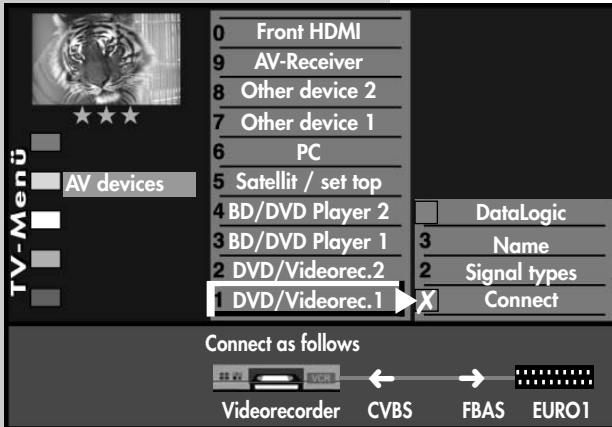 TV-Menü
AV devices
0 Front HDMI
9 AV-Receiver
8 Other device 2
7 Other device 1
6 PC
5 Satellit / set top
4 BD/DVD Player 2
3 BD/DVD Player 1
2 DVD/Videorec.2
1 DVD/Videorec.1
DataLogic
3 Name
2 Signal types
X Connect
Connect as follows
VCR
Videorecorder CVBS FBAS EURO1